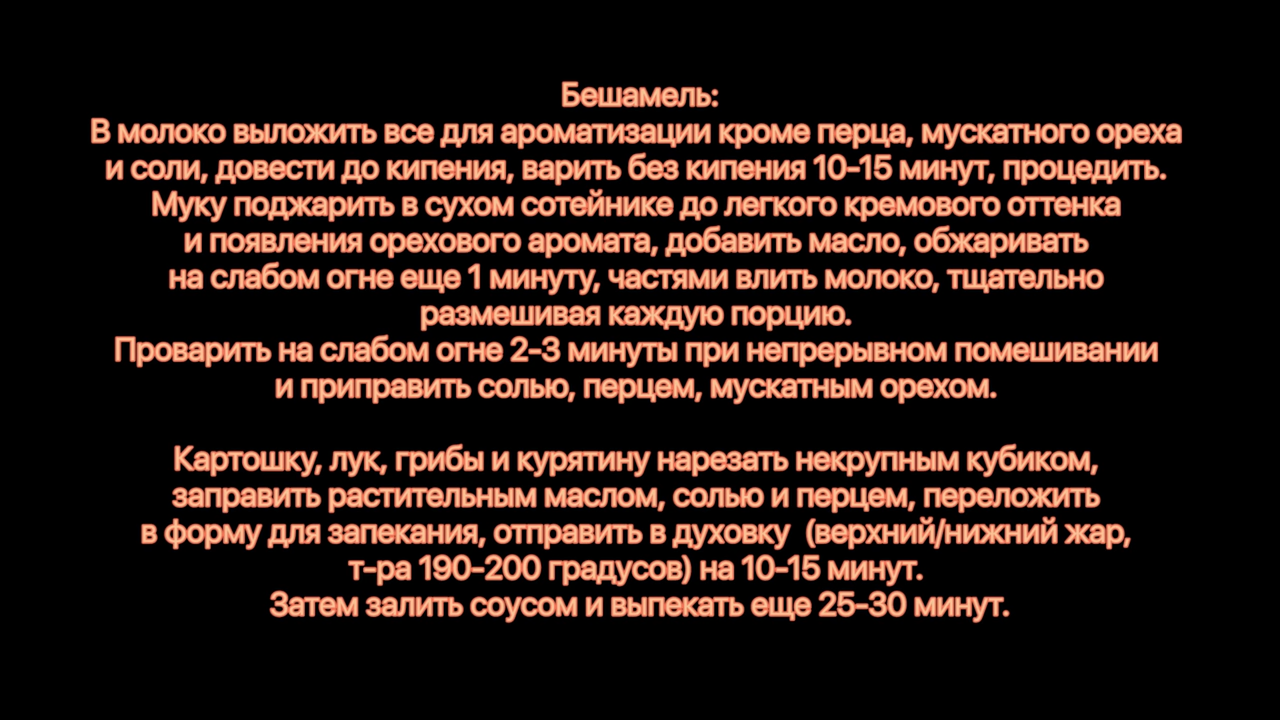 Бешамель:
В молоко выложить все для ароматизации кроме перца, мускатного ореха
и соли, довести до кипения, варить без кипения 10-15 минут, процедить.
Муку поджарить в сухом сотейнике до легкого кремового оттенка
и появления орехового аромата, добавить масло, обжаривать
на слабом огне еще 1 минуту, частями влить молоко, тщательно
размешивая каждую порцию.
Проварить на слабом огне 2-3 минуты при непрерывном помешивании
и приправить солью, перцем, мускатным орехом.
Картошку, лук, грибы и курятину нарезать некрупным кубиком,
заправить растительным маслом, солью и перцем, переложить
в форму для запекания, отправить в духовку  (верхний/нижний жар,
т-ра 190-200 градусов) на 10-15 минут.
Затем залить соусом и выпекать еще 25-30 минут.